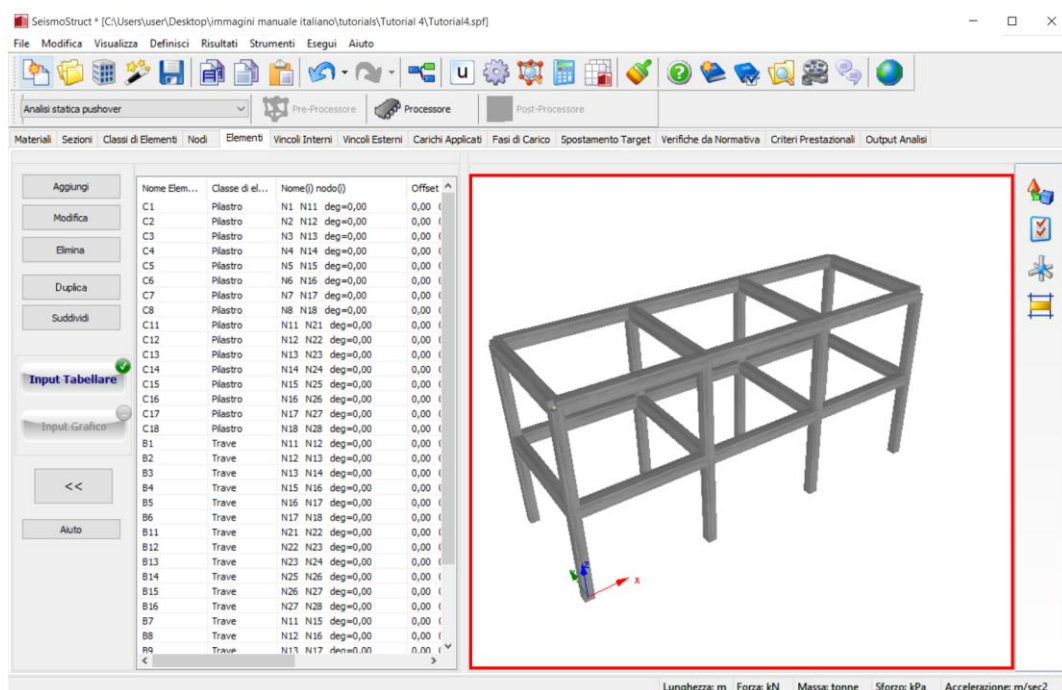 SeismoStruct * [C:\Users\user\Desktop\immagini manuale italiano\tutorials\Tutorial 4\Tutorial4.spf]
File Modifica Visualizza Definisci Risultati Strumenti Esegui Aiuto
Analisi statica pushover Pre-Processore Processore Post-Processore
Materiali Sezioni Classi di Elementi Nodi Elementi Vincoli Interni Vincoli Esterni Carichi Applicati Fasi di Carico Spostamento Target Verifiche da Normativa Criteri Prestazionali Output Analisi
Aggiungi
Modifica
Elimina
Duplica
Suddividi
Input Tabellare
Input Grafico
<<
Aiuto
Nome Elem... Classe di el... Nome(i) nodo(i) Offset
C1 Pilastro N1 N11 deg=0,00 0,00
C2 Pilastro N2 N12 deg=0,00 0,00
C3 Pilastro N3 N13 deg=0,00 0,00
C4 Pilastro N4 N14 deg=0,00 0,00
C5 Pilastro N5 N15 deg=0,00 0,00
C6 Pilastro N6 N16 deg=0,00 0,00
C7 Pilastro N7 N17 deg=0,00 0,00
C8 Pilastro N8 N18 deg=0,00 0,00
C11 Pilastro N11 N21 deg=0,00 0,00
C12 Pilastro N12 N22 deg=0,00 0,00
C13 Pilastro N13 N23 deg=0,00 0,00
C14 Pilastro N14 N24 deg=0,00 0,00
C15 Pilastro N15 N25 deg=0,00 0,00
C16 Pilastro N16 N26 deg=0,00 0,00
C17 Pilastro N17 N27 deg=0,00 0,00
C18 Pilastro N18 N28 deg=0,00 0,00
B1 Trave N11 N12 deg=0,00 0,00
B2 Trave N12 N13 deg=0,00 0,00
B3 Trave N13 N14 deg=0,00 0,00
B4 Trave N15 N16 deg=0,00 0,00
B5 Trave N16 N17 deg=0,00 0,00
B6 Trave N17 N18 deg=0,00 0,00
B11 Trave N21 N22 deg=0,00 0,00
B12 Trave N22 N23 deg=0,00 0,00
B13 Trave N23 N24 deg=0,00 0,00
B14 Trave N25 N26 deg=0,00 0,00
B15 Trave N26 N27 deg=0,00 0,00
B16 Trave N27 N28 deg=0,00 0,00
B7 Trave N11 N15 deg=0,00 0,00
B8 Trave N12 N16 deg=0,00 0,00
B9 Trave N13 N17 deg=0,00 0,00
x
Lunghezza: m Forza: kN Massa: tonne Sforzo: kPa Accelerazione: m/sec2